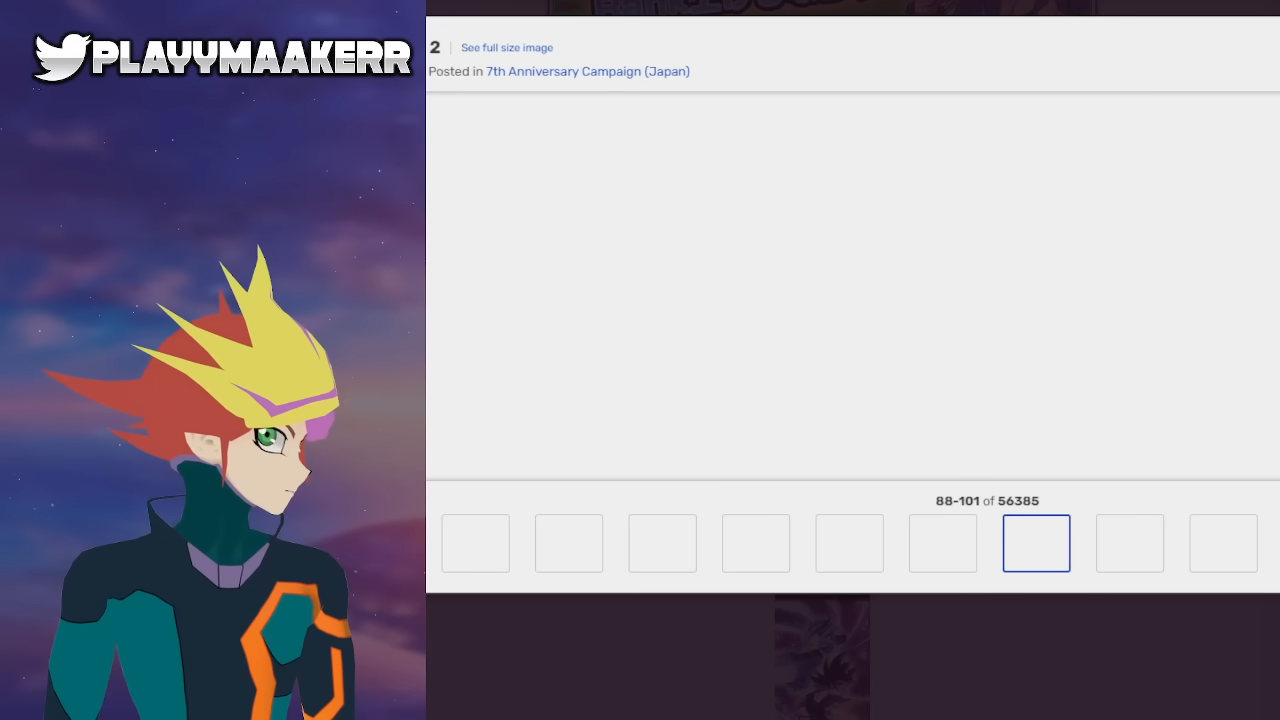 PLAYYMAAKERR
2 See full size image
Posted in 7th Anniversary Campaign (Japan)
88-101 of 56385